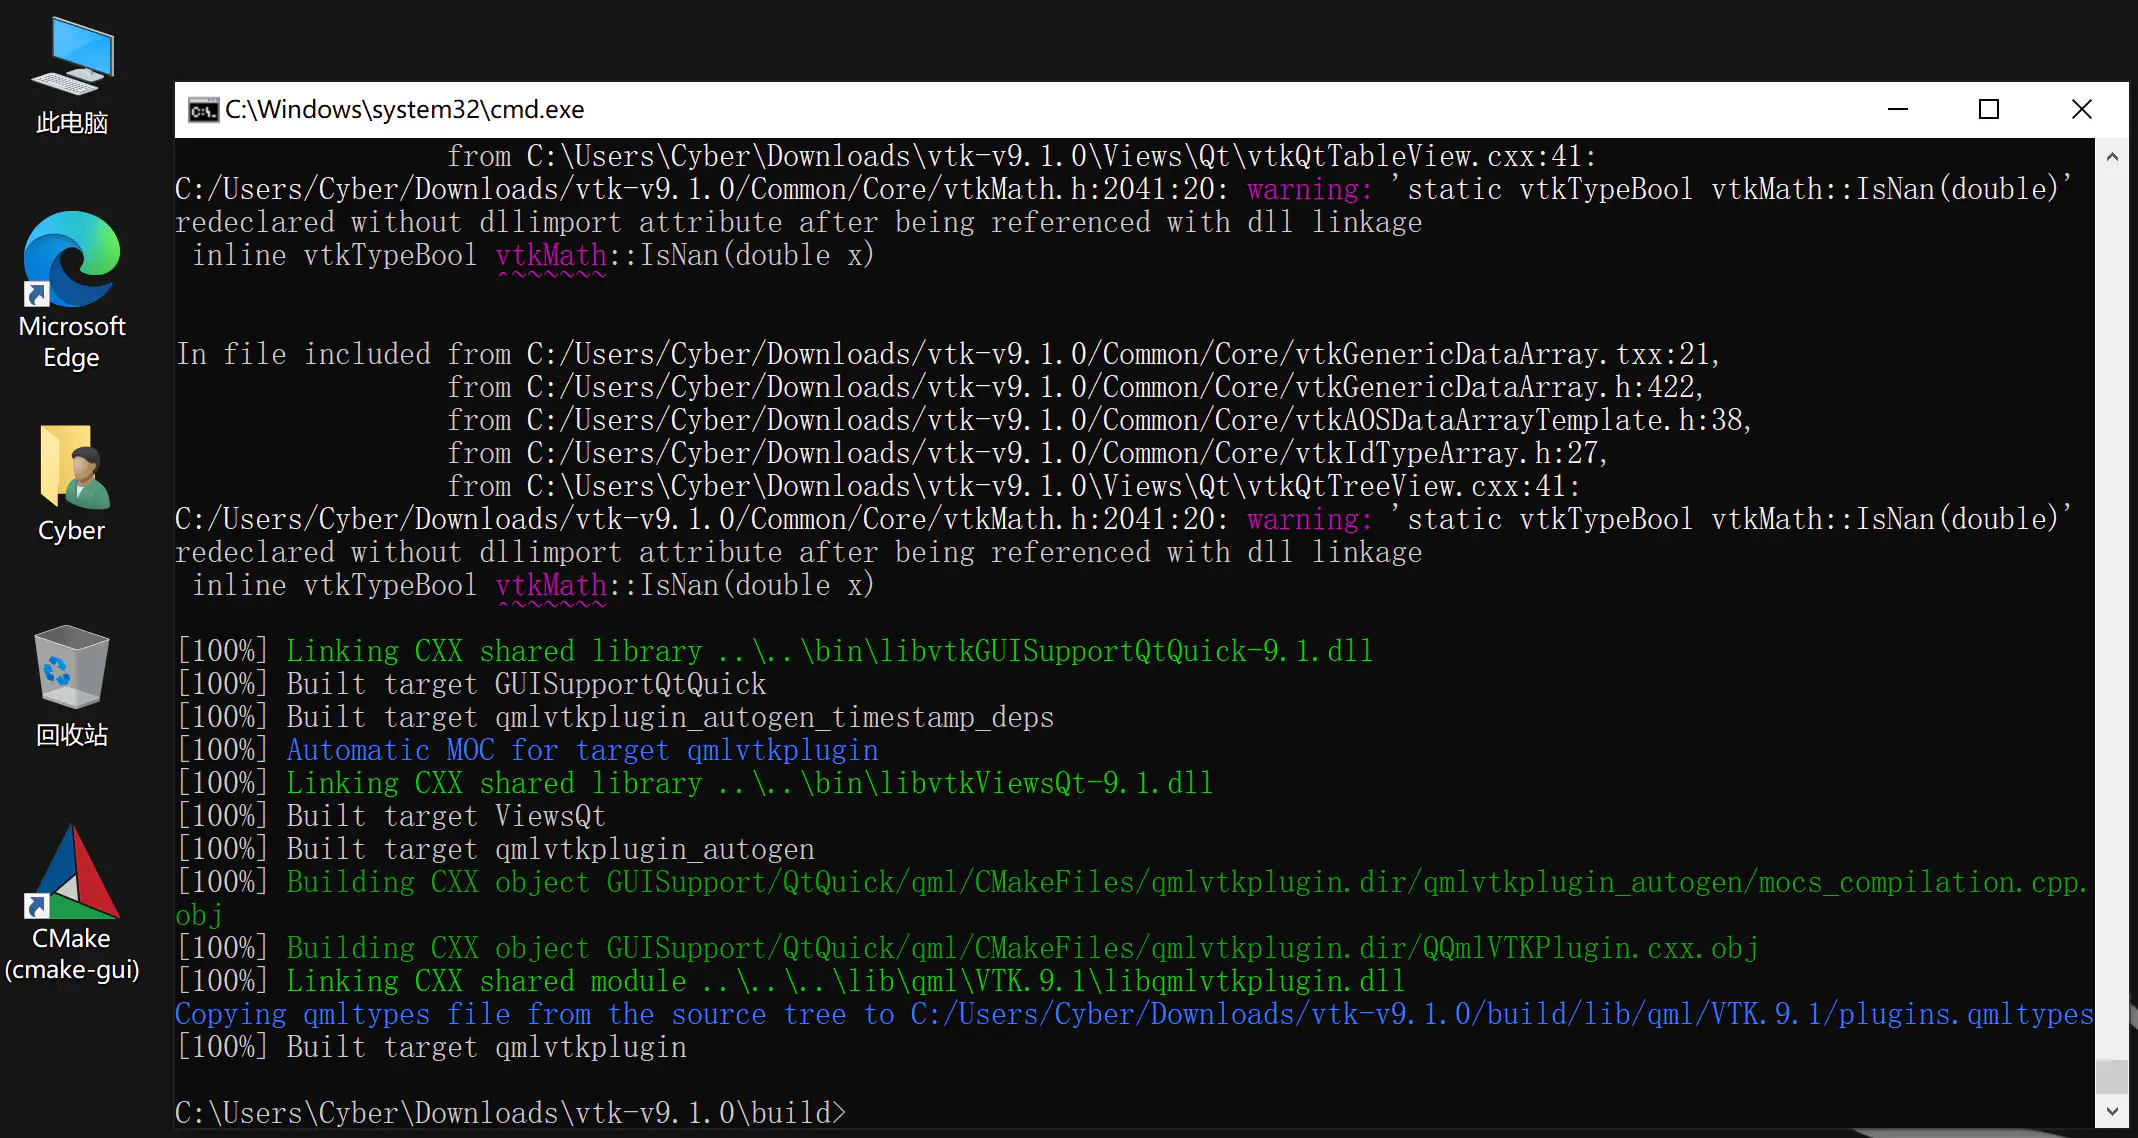 此电脑
Microsoft
Edge
Cyber
回收站
CMake
(cmake-gui)
C:\Windows\system32\cmd.exe
from C:\Users\Cyber\Downloads\vtk-v9.1.0\Views\Qt\vtkQtTableView.cxx:41:
C:/Users/Cyber/Downloads/vtk-v9.1.0/Common/Core/vtkMath.h:2041:20: warning: 'static vtkTypeBool vtkMath::IsNan(double)'
redeclared without dllimport attribute after being referenced with dll linkage
inline vtkTypeBool vtkMath::IsNan(double x)
^~~~~~~
In file included from C:/Users/Cyber/Downloads/vtk-v9.1.0/Common/Core/vtkGenericDataArray.txx:21,
from C:/Users/Cyber/Downloads/vtk-v9.1.0/Common/Core/vtkGenericDataArray.h:422,
from C:/Users/Cyber/Downloads/vtk-v9.1.0/Common/Core/vtkAOSDataArrayTemplate.h:38,
from C:/Users/Cyber/Downloads/vtk-v9.1.0/Common/Core/vtkIdTypeArray.h:27,
from C:\Users\Cyber\Downloads\vtk-v9.1.0\Views\Qt\vtkQtTreeView.cxx:41:
C:/Users/Cyber/Downloads/vtk-v9.1.0/Common/Core/vtkMath.h:2041:20: warning: 'static vtkTypeBool vtkMath::IsNan(double)'
redeclared without dllimport attribute after being referenced with dll linkage
inline vtkTypeBool vtkMath::IsNan(double x)
^~~~~~~
[100%] Linking CXX shared library ..\..\bin\libvtkGUISupportQtQuick-9.1.dll
[100%] Built target GUISupportQtQuick
[100%] Built target qmlvtkplugin_autogen_timestamp_deps
[100%] Automatic MOC for target qmlvtkplugin
[100%] Linking CXX shared library ..\..\bin\libvtkViewsQt-9.1.dll
[100%] Built target ViewsQt
[100%] Built target qmlvtkplugin_autogen
[100%] Building CXX object GUISupport/QtQuick/qml/CMakeFiles/qmlvtkplugin.dir/qmlvtkplugin_autogen/mocs_compilation.cpp.
obj
[100%] Building CXX object GUISupport/QtQuick/qml/CMakeFiles/qmlvtkplugin.dir/QQmlVTKPlugin.cxx.obj
[100%] Linking CXX shared module ..\..\..\lib\qml\VTK.9.1\libqmlvtkplugin.dll
Copying qmltypes file from the source tree to C:/Users/Cyber/Downloads/vtk-v9.1.0/build/lib/qml/VTK.9.1/plugins.qmltypes
[100%] Built target qmlvtkplugin
C:\Users\Cyber\Downloads\vtk-v9.1.0\build>